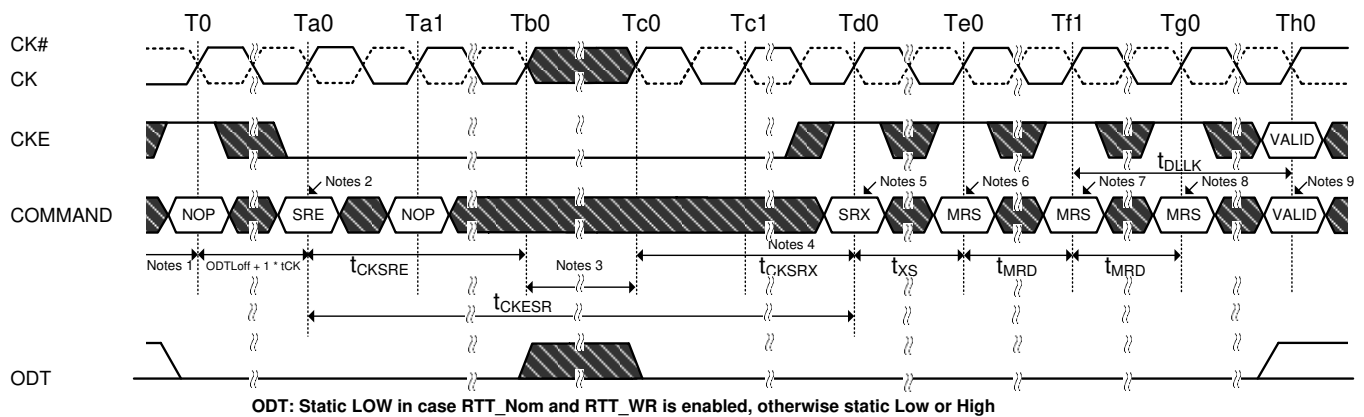 T0 Ta0 Ta1 Tb0 Tc0 Tc1 Td0 Te0 Tf1 Tg0 Th0
CK#
CK
CKE
VALID
tDLLK
Notes 2 Notes 5 Notes 6 Notes 7 Notes 8 Notes 9
COMMAND NOP SRE NOP SRX MRS MRS MRS VALID
Notes 1 ODTLoff + 1 * tCK tCKSRE Notes 3 Notes 4 tCKSRX tXS tMRD tMRD
tCKESR
ODT
ODT: Static LOW in case RTT_Nom and RTT_WR is enabled, otherwise static Low or High